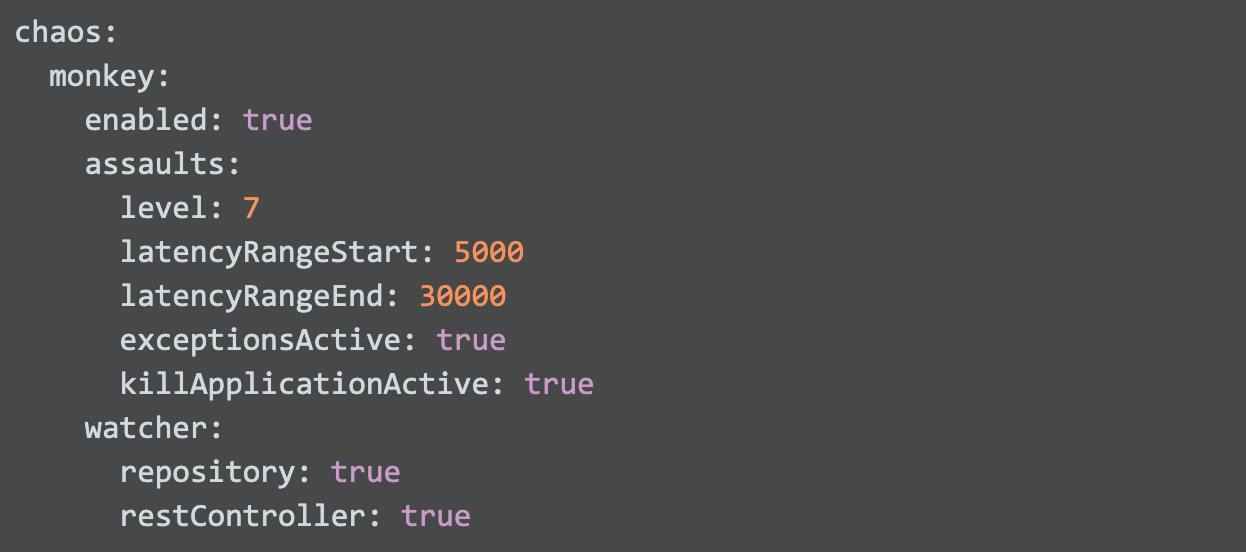 chaos:
  monkey:
    enabled: true
    assaults:
      level: 7
      latencyRangeStart: 5000
      latencyRangeEnd: 30000
      exceptionsActive: true
      killApplicationActive: true
    watcher:
      repository: true
      restController: true